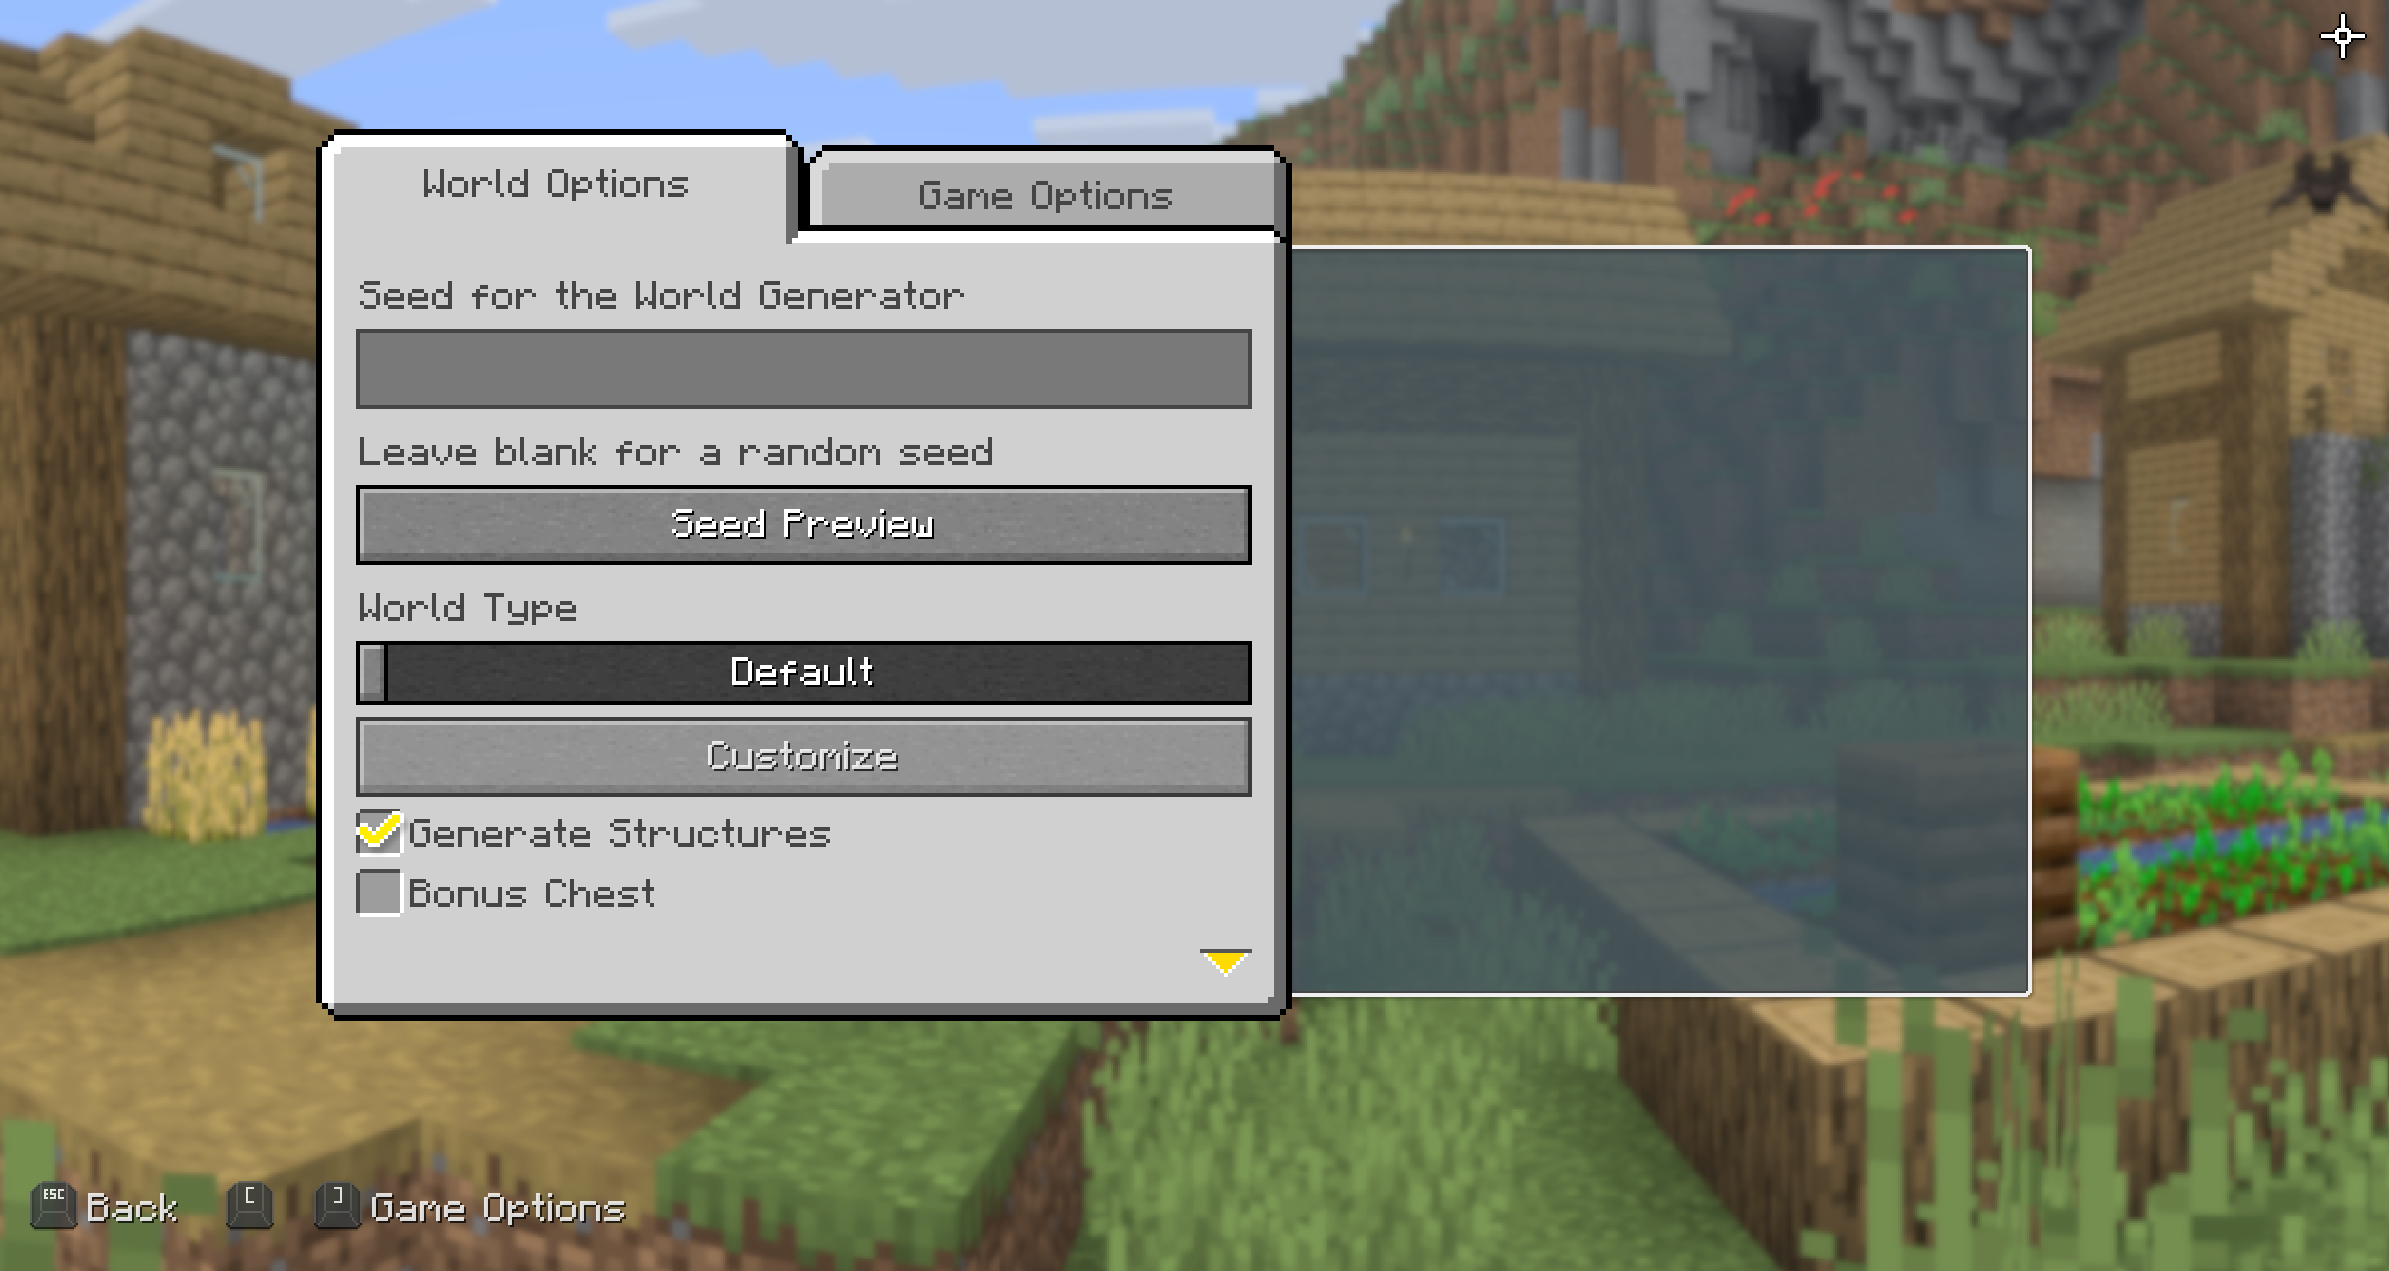 World Options
Game Options
Seed for the World Generator
Leave blank for a random seed
Seed Preview
World Type
Default
Customize
Generate Structures
Bonus Chest
ESC Back [ ] Game Options